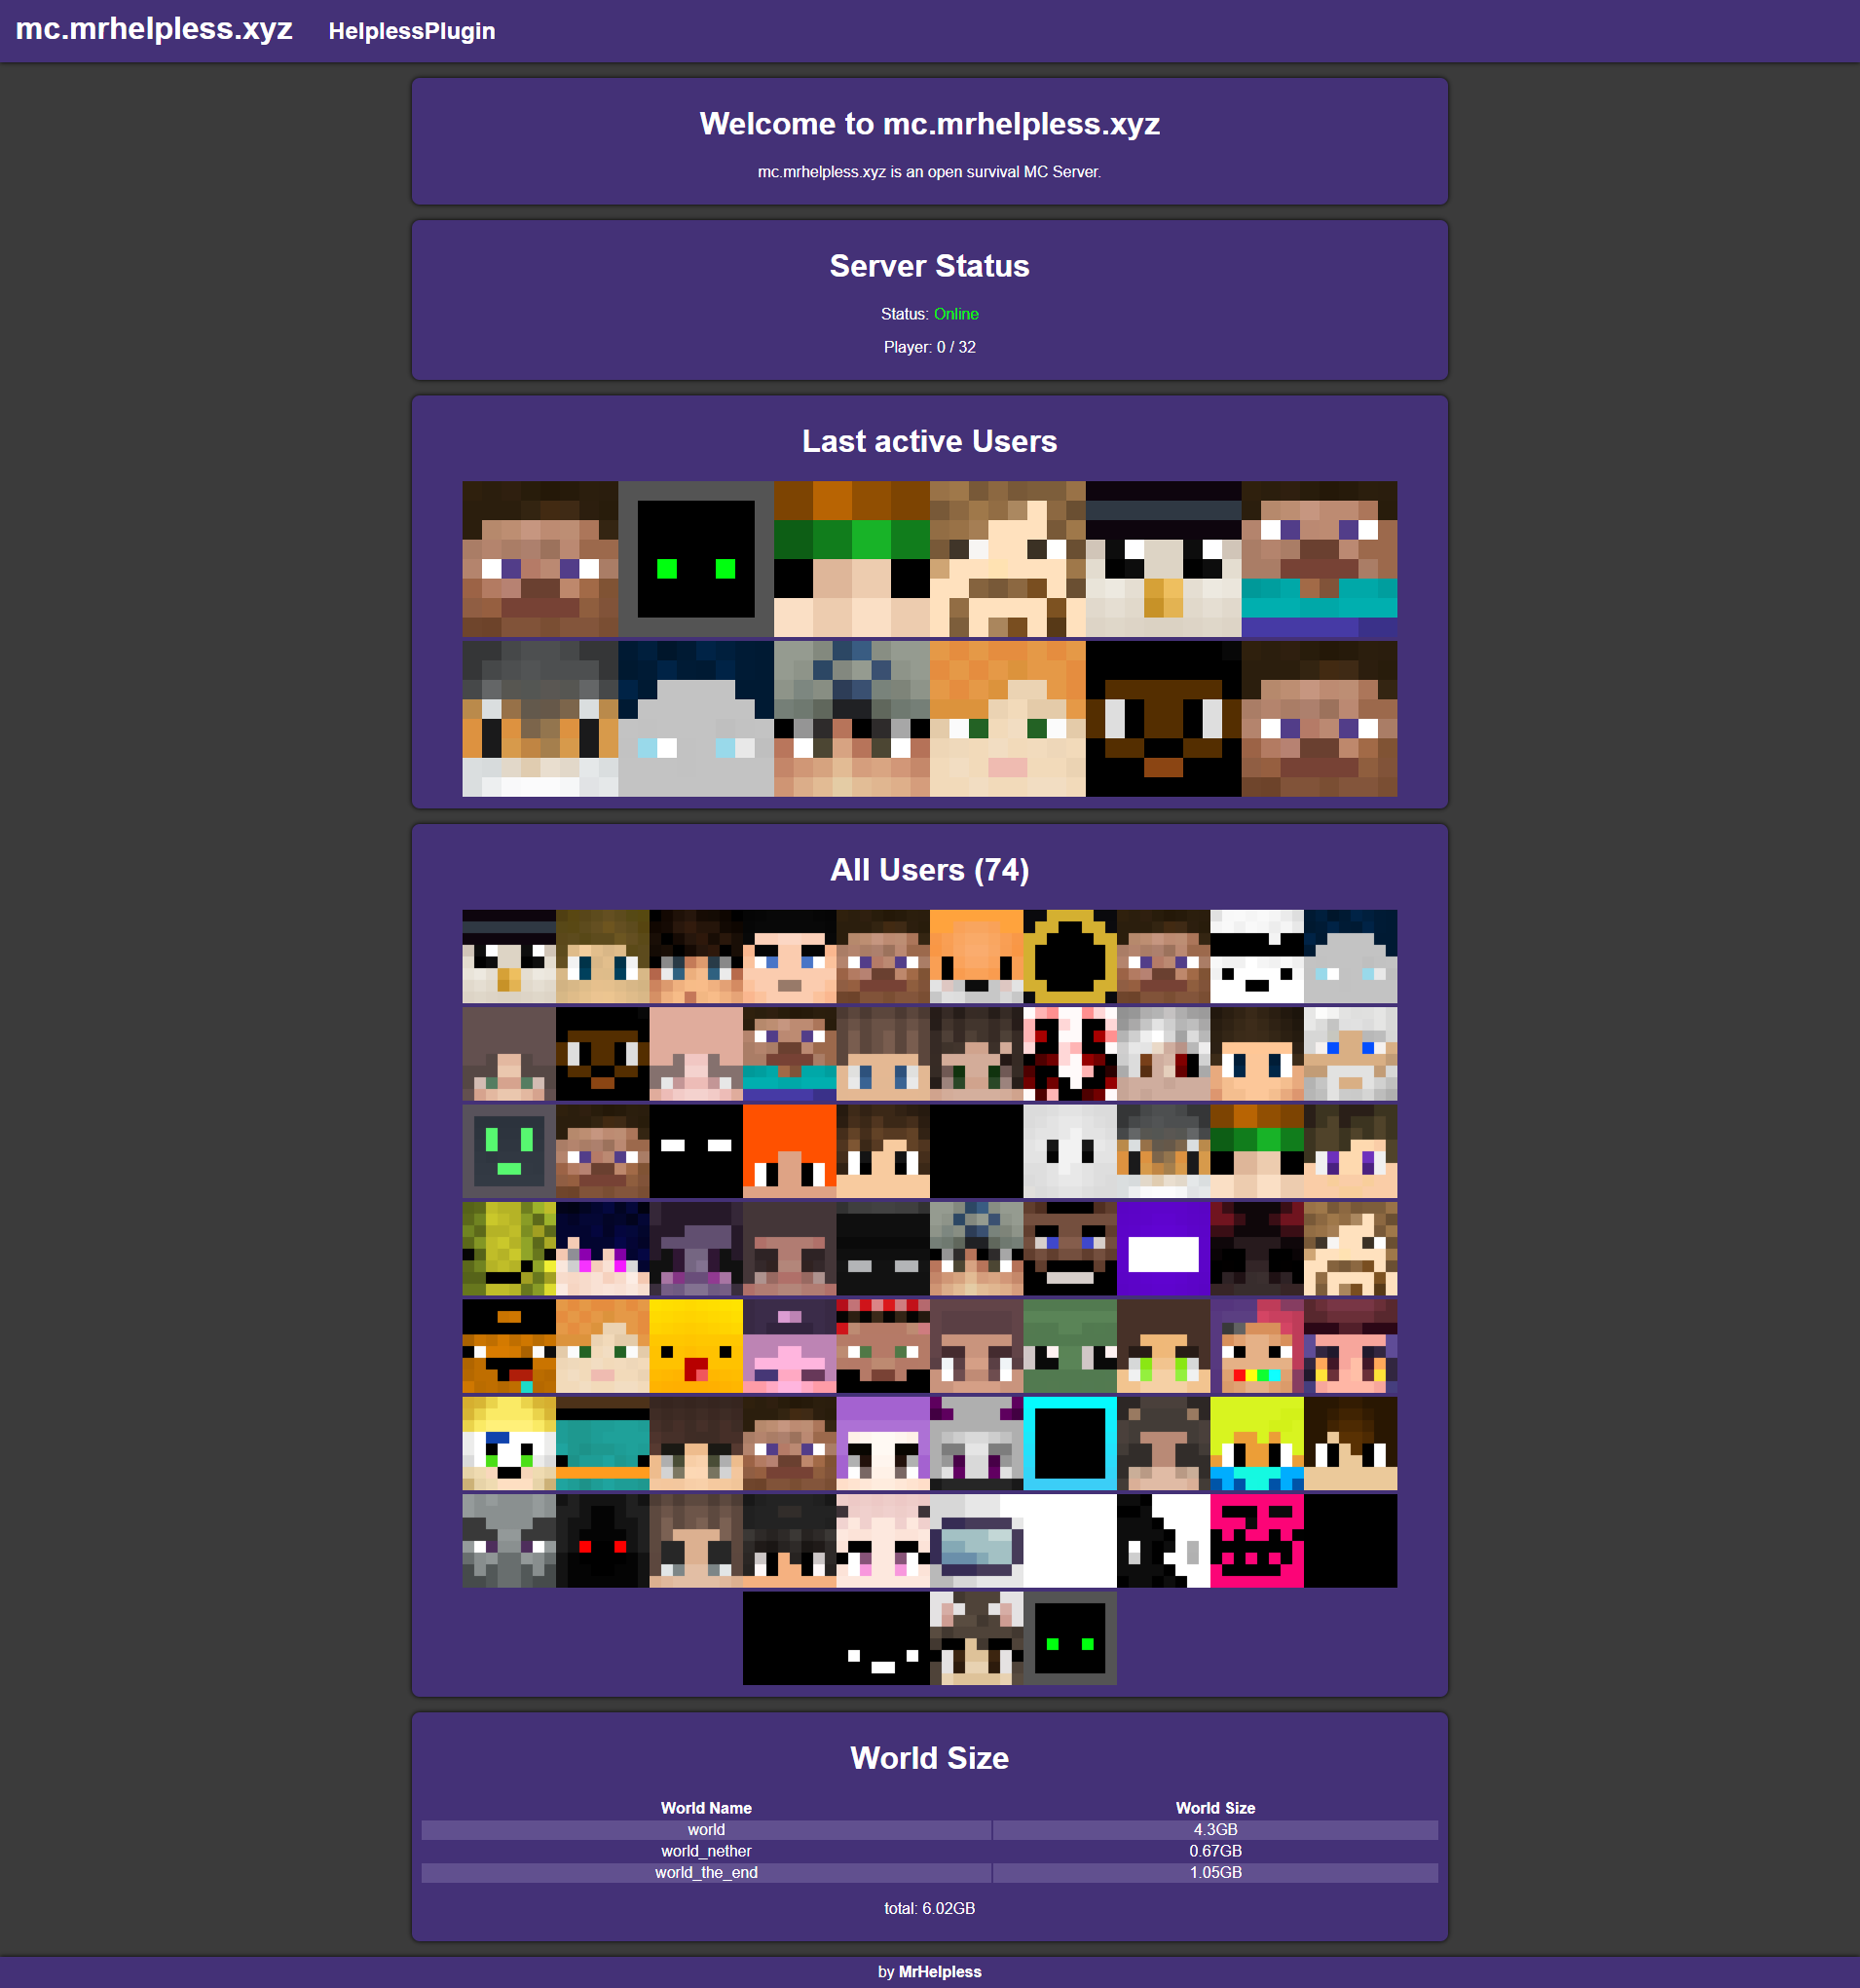 mc.mrhelpless.xyz HelplessPlugin
Welcome to mc.mrhelpless.xyz
mc.mrhelpless.xyz is an open survival MC Server.
Server Status
Status: Online
Player: 0 / 32
Last active Users
All Users (74)
World Size
World Name World Size
world 4.3GB
world_nether 0.67GB
world_the_end 1.05GB
total: 6.02GB
by MrHelpless